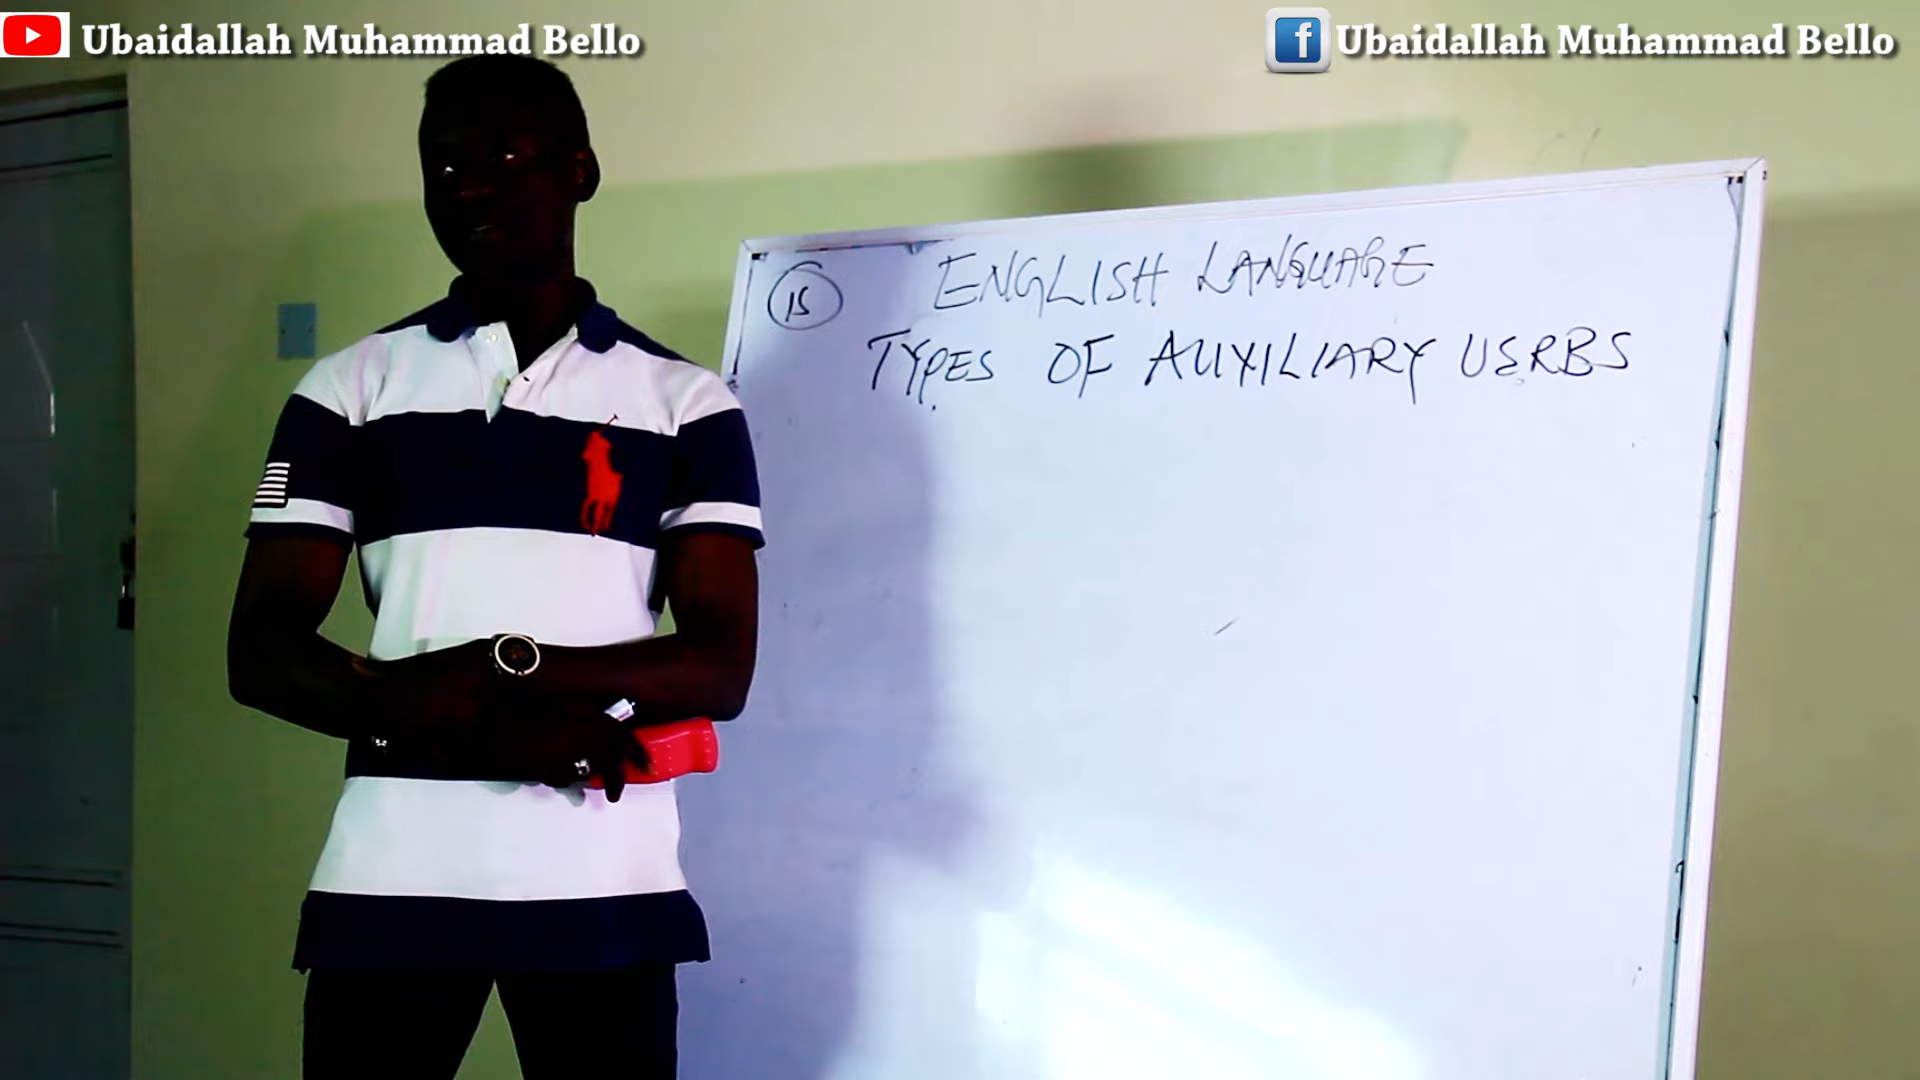 Ubaidallah Muhammad Bello
f Ubaidallah Muhammad Bello
15
ENGLISH LANGUAGE
TYPES OF AUXILIARY VERBS